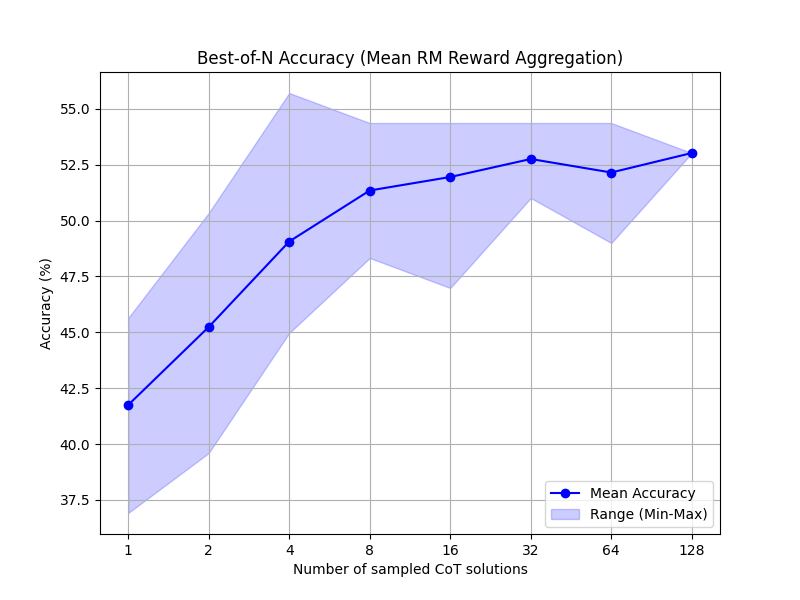 Best-of-N Accuracy (Mean RM Reward Aggregation)
Accuracy (%)
55.0
52.5
50.0
47.5
45.0
42.5
40.0
37.5
Mean Accuracy
Range (Min-Max)
1 2 4 8 16 32 64 128
Number of sampled CoT solutions